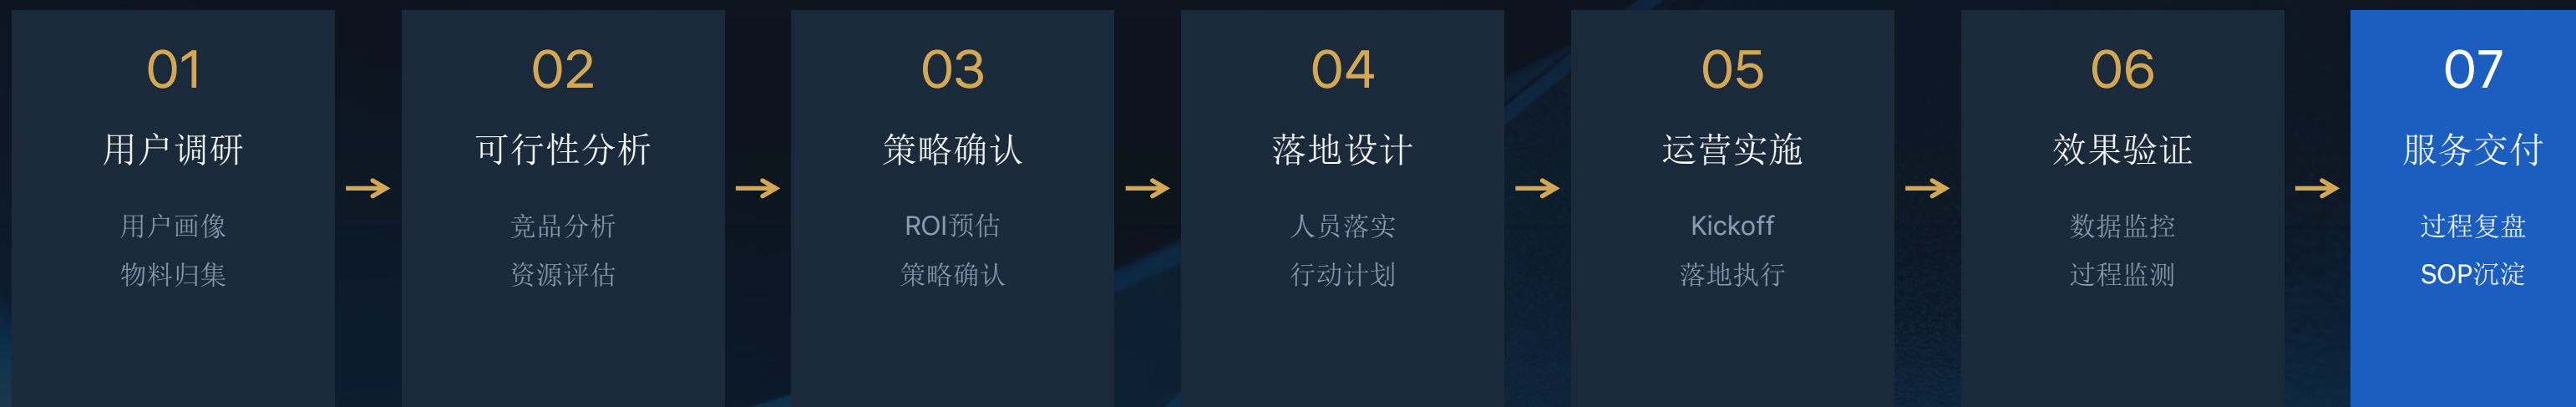 01
用户调研
用户画像
物料归集
02
可行性分析
竞品分析
资源评估
03
策略确认
ROI预估
策略确认
04
落地设计
人员落实
行动计划
05
运营实施
Kickoff
落地执行
06
效果验证
数据监控
过程监测
07
服务交付
过程复盘
SOP沉淀